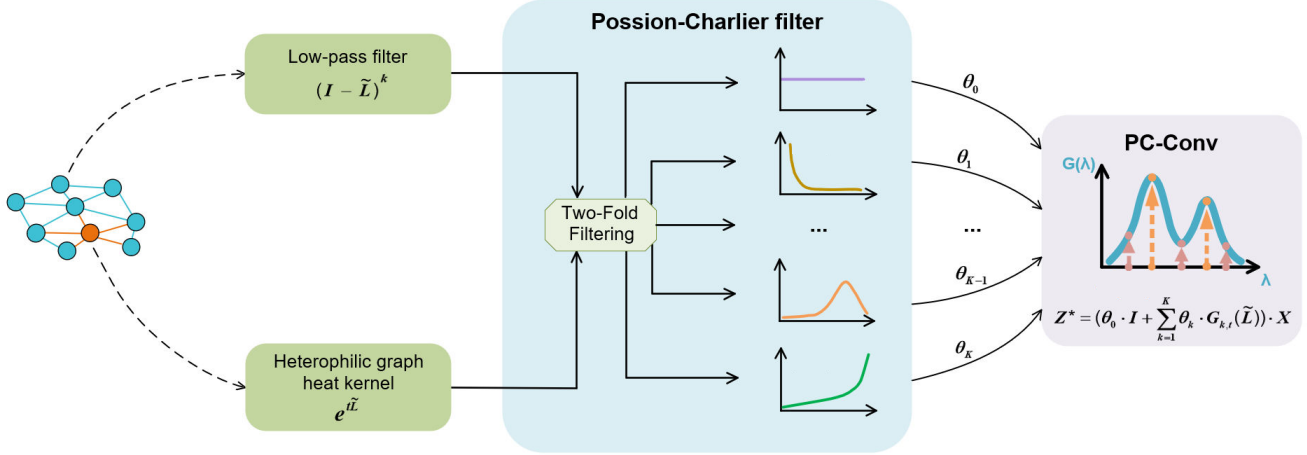 Possion-Charlier filter
Low-pass filter
(I − L̃)^k
Heterophilic graph
heat kernel
e^{tL̃}
Two-Fold
Filtering
...
θ_0
θ_1
...
θ_{K−1}
θ_K
PC-Conv
G(λ)
λ
Z* = (θ_0 · I + ∑_{k=1}^{K} θ_k · G_{k,t}(L̃)) · X